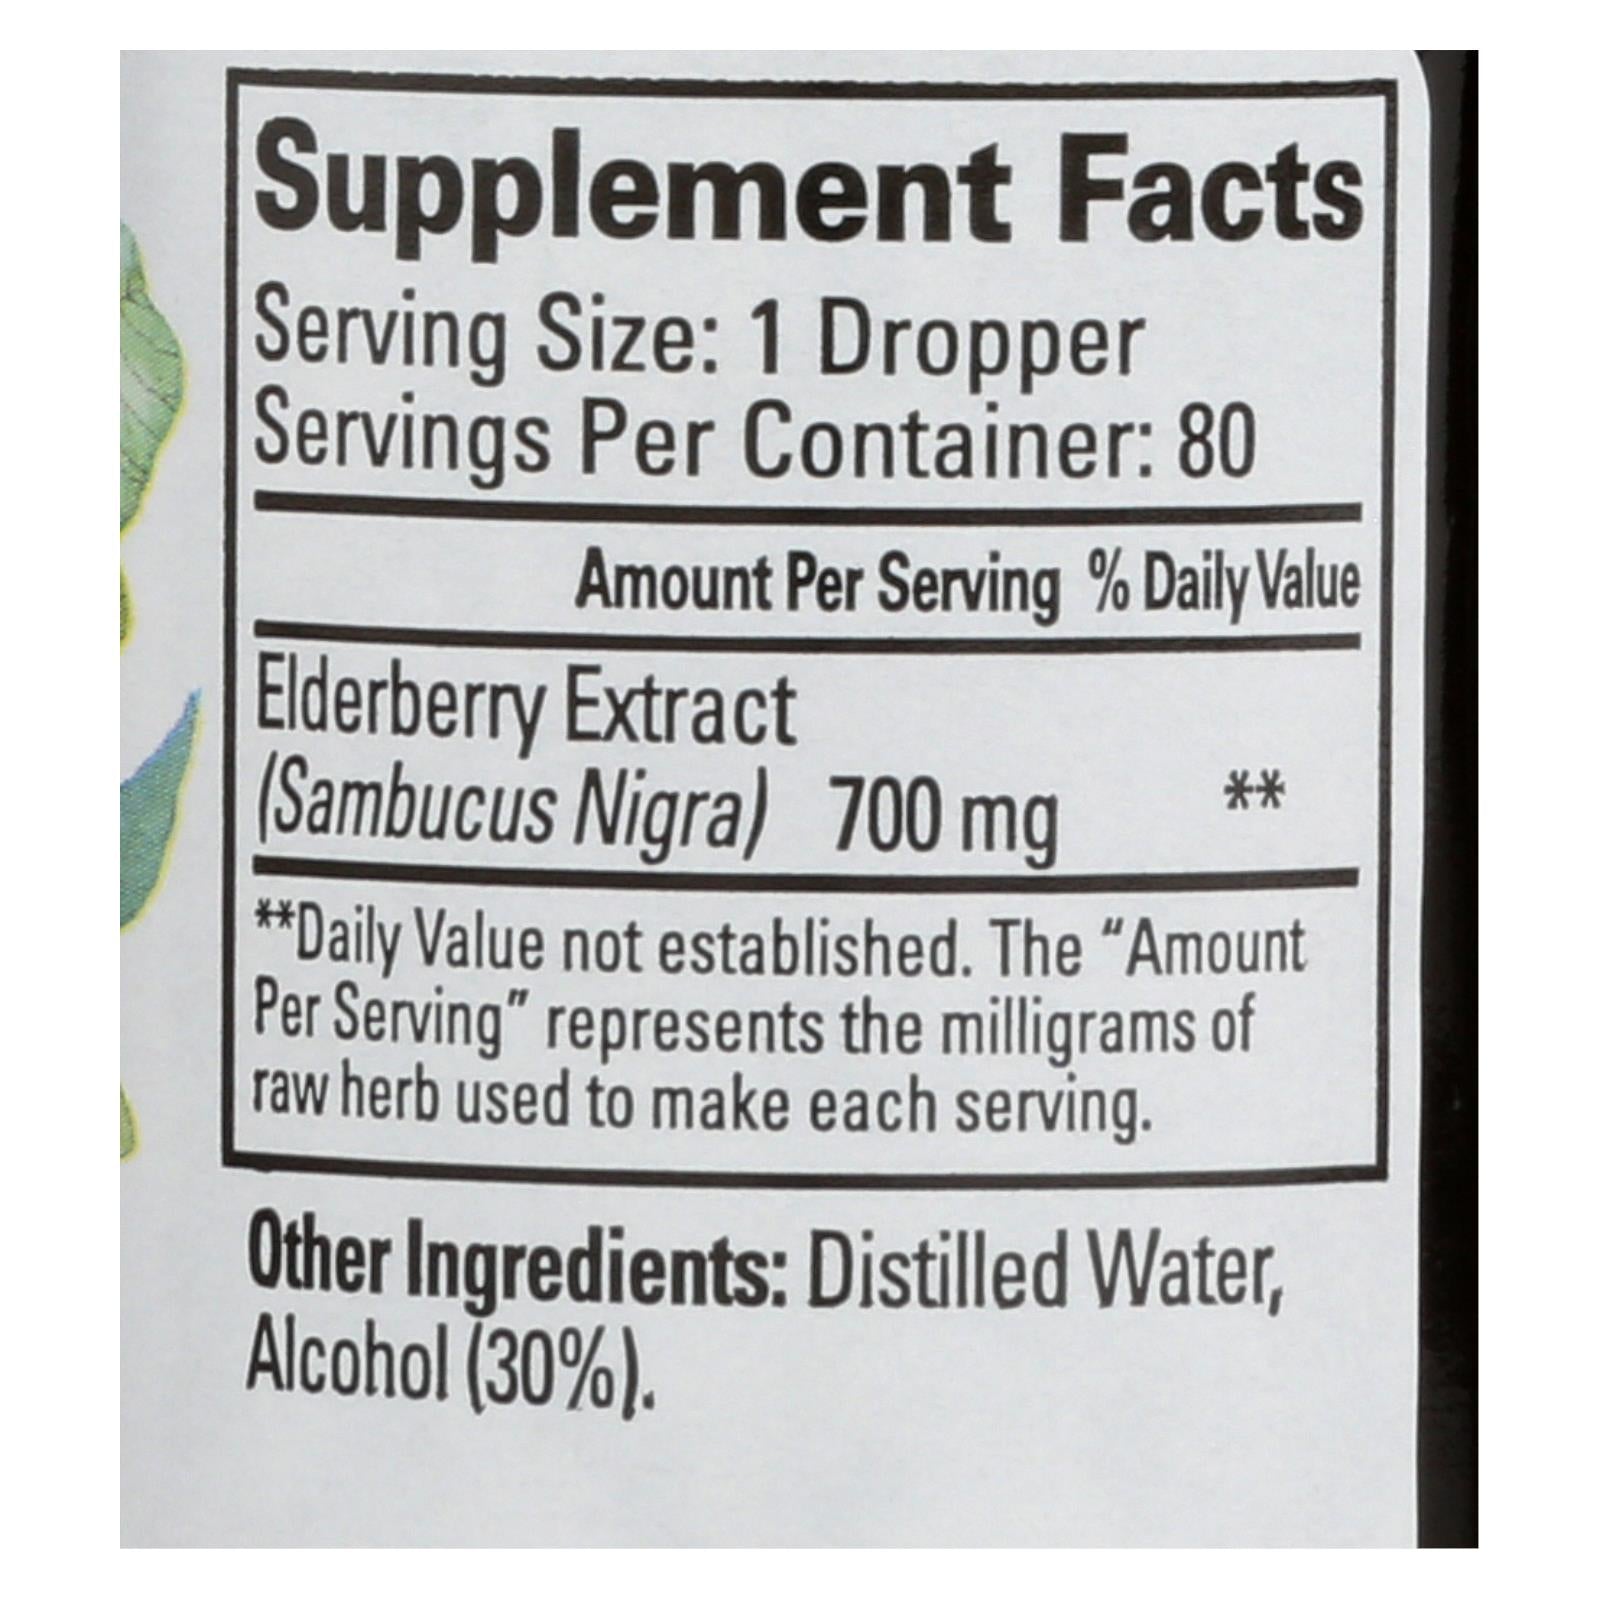 Supplement Facts
Serving Size: 1 Dropper
Servings Per Container: 80
Amount Per Serving % Daily Value
Elderberry Extract
(Sambucus Nigra) 700 mg **
**Daily Value not established. The “Amount
Per Serving” represents the milligrams of
raw herb used to make each serving.
Other Ingredients: Distilled Water,
Alcohol (30%).